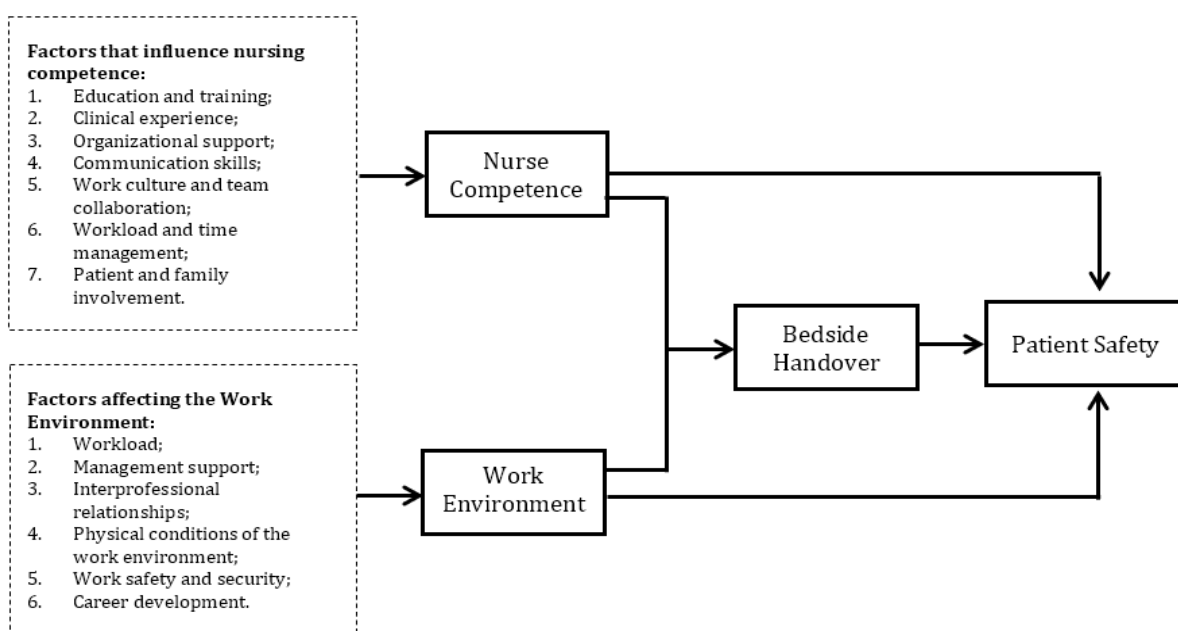 Factors that influence nursing
competence:
1. Education and training;
2. Clinical experience;
3. Organizational support;
4. Communication skills;
5. Work culture and team
collaboration;
6. Workload and time
management;
7. Patient and family
involvement.
Nurse
Competence
Bedside
Handover
Patient Safety
Factors affecting the Work
Environment:
1. Workload;
2. Management support;
3. Interprofessional
relationships;
4. Physical conditions of the
work environment;
5. Work safety and security;
6. Career development.
Work
Environment